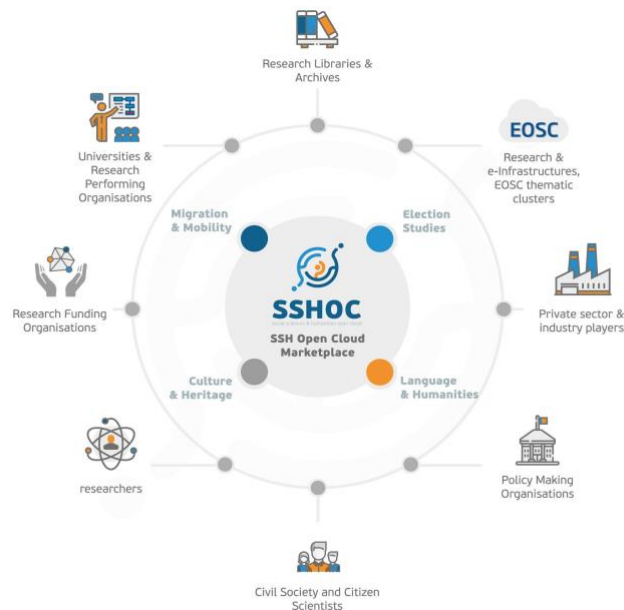 Research Libraries &
Archives
Universities &
Research
Performing
Organisations
EOSC
Research &
e-Infrastructures,
EOSC thematic
clusters
Migration
& Mobility
Election
Studies
Research Funding
Organisations
SSHOC
SSH Open Cloud
Marketplace
Private sector &
industry players
Culture
& Heritage
Language
& Humanities
researchers
Policy Making
Organisations
Civil Society and Citizen
Scientists